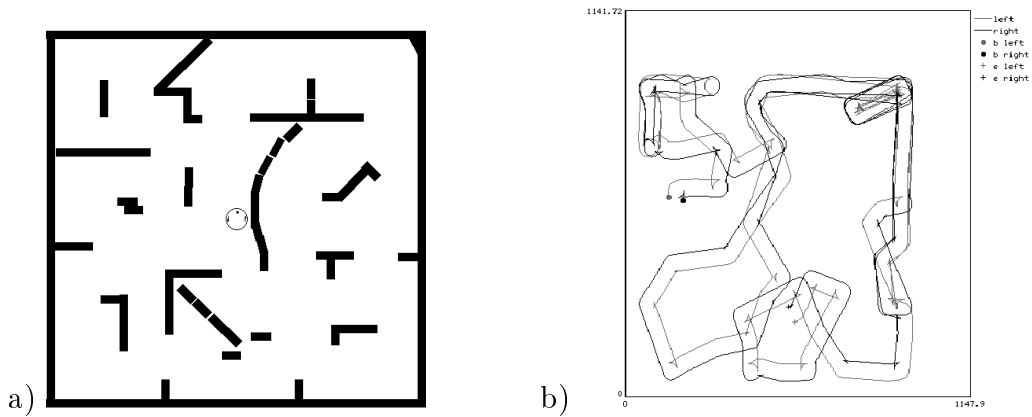 1141.72
left
right
b left
b right
e left
e right
a)
b)
0
0
1147.9